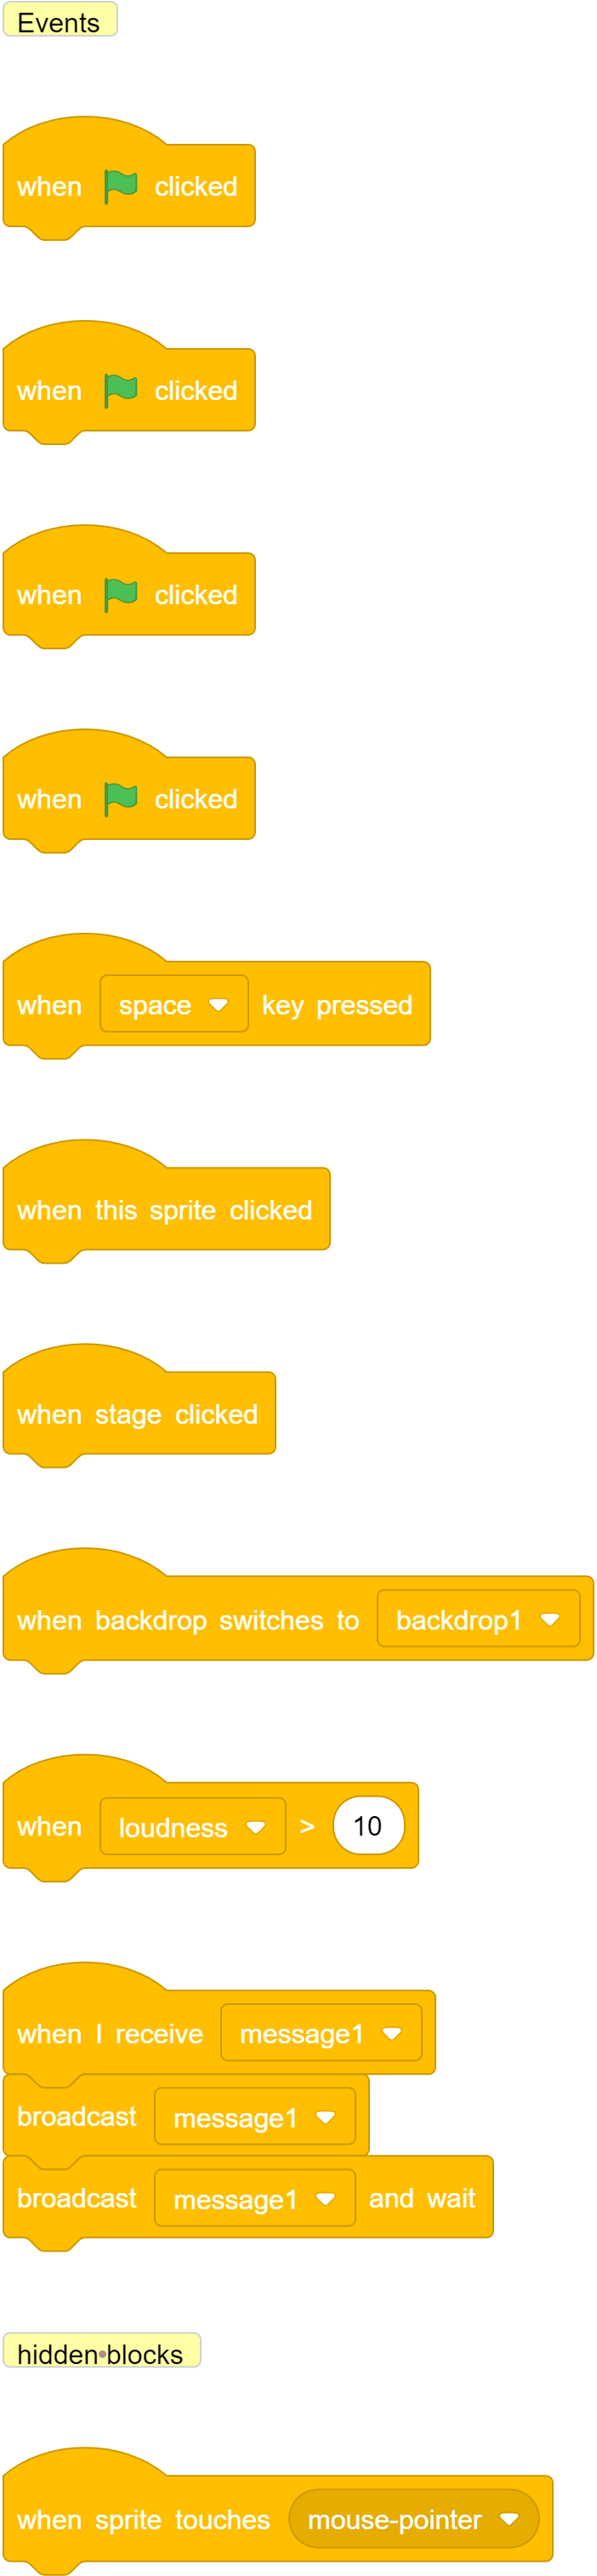 Events
when clicked
when clicked
when clicked
when clicked
when space key pressed
when this sprite clicked
when stage clicked
when backdrop switches to backdrop1
when loudness > 10
when I receive message1
broadcast message1
broadcast message1 and wait
hidden•blocks
when sprite touches mouse-pointer